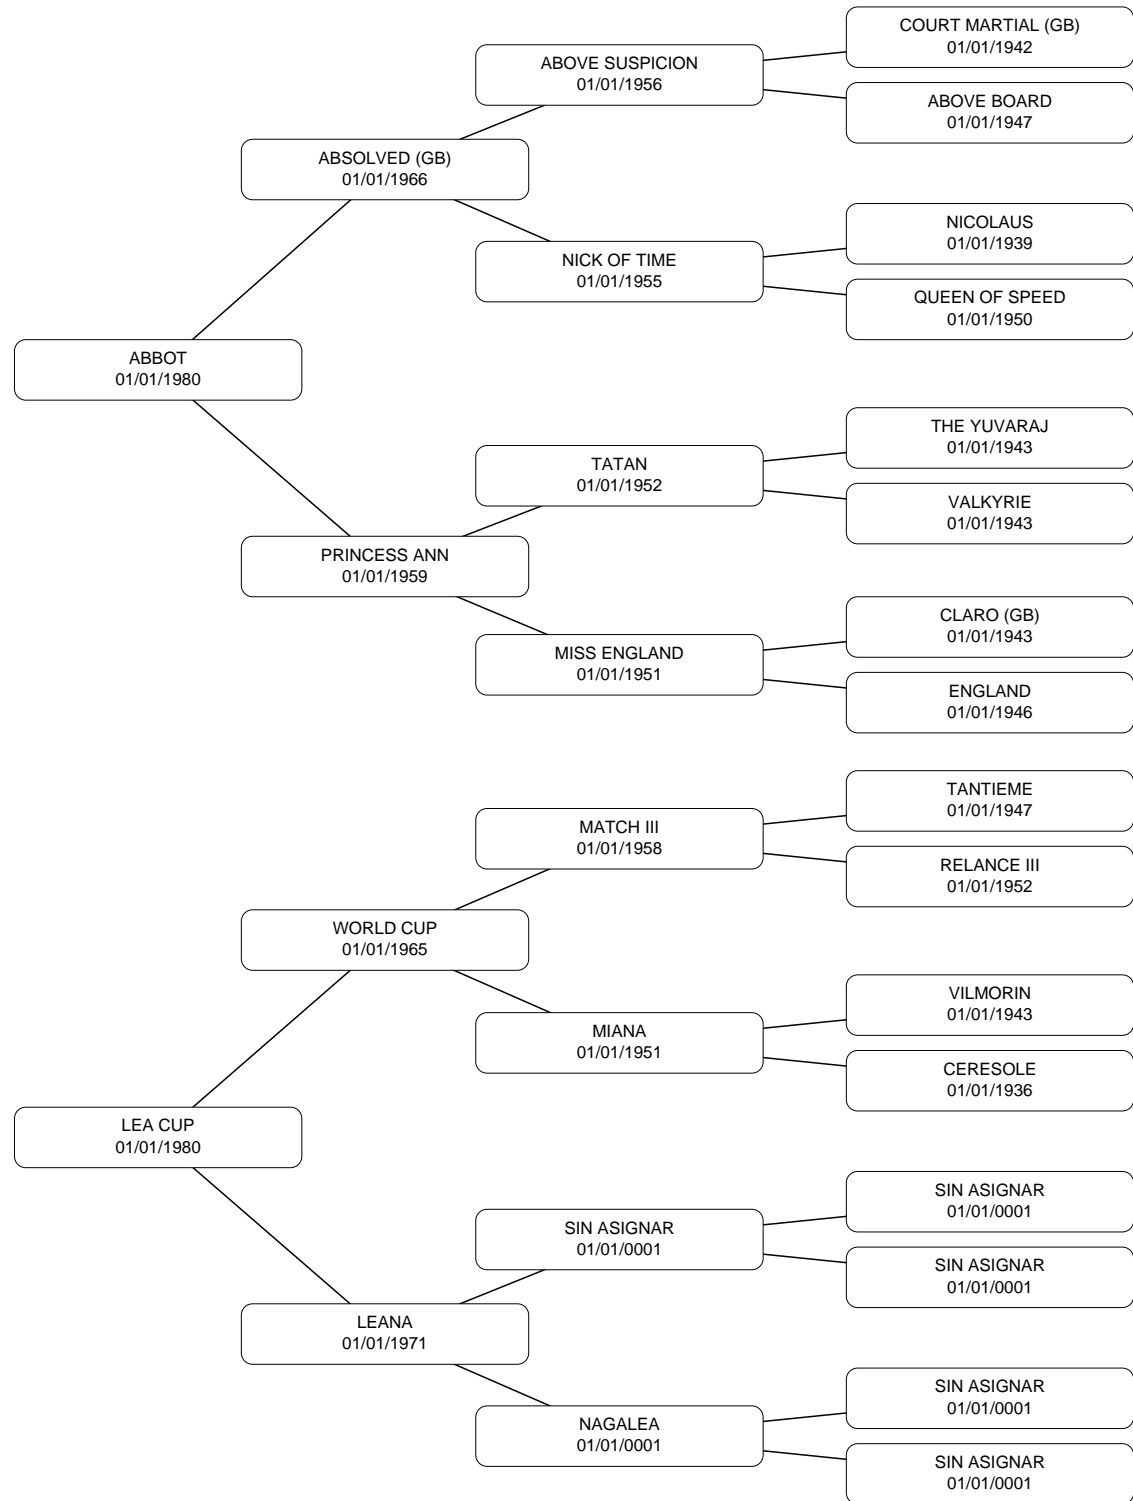 COURT MARTIAL (GB)
01/01/1942
ABOVE SUSPICION
01/01/1956
ABOVE BOARD
01/01/1947
ABSOLVED (GB)
01/01/1966
NICOLAUS
01/01/1939
NICK OF TIME
01/01/1955
QUEEN OF SPEED
01/01/1950
ABBOT
01/01/1980
THE YUVARAJ
01/01/1943
TATAN
01/01/1952
VALKYRIE
01/01/1943
PRINCESS ANN
01/01/1959
CLARO (GB)
01/01/1943
MISS ENGLAND
01/01/1951
ENGLAND
01/01/1946
TANTIEME
01/01/1947
MATCH III
01/01/1958
RELANCE III
01/01/1952
WORLD CUP
01/01/1965
VILMORIN
01/01/1943
MIANA
01/01/1951
CERESOLE
01/01/1936
LEA CUP
01/01/1980
SIN ASIGNAR
01/01/0001
SIN ASIGNAR
01/01/0001
SIN ASIGNAR
01/01/0001
LEANA
01/01/1971
SIN ASIGNAR
01/01/0001
NAGALEA
01/01/0001
SIN ASIGNAR
01/01/0001